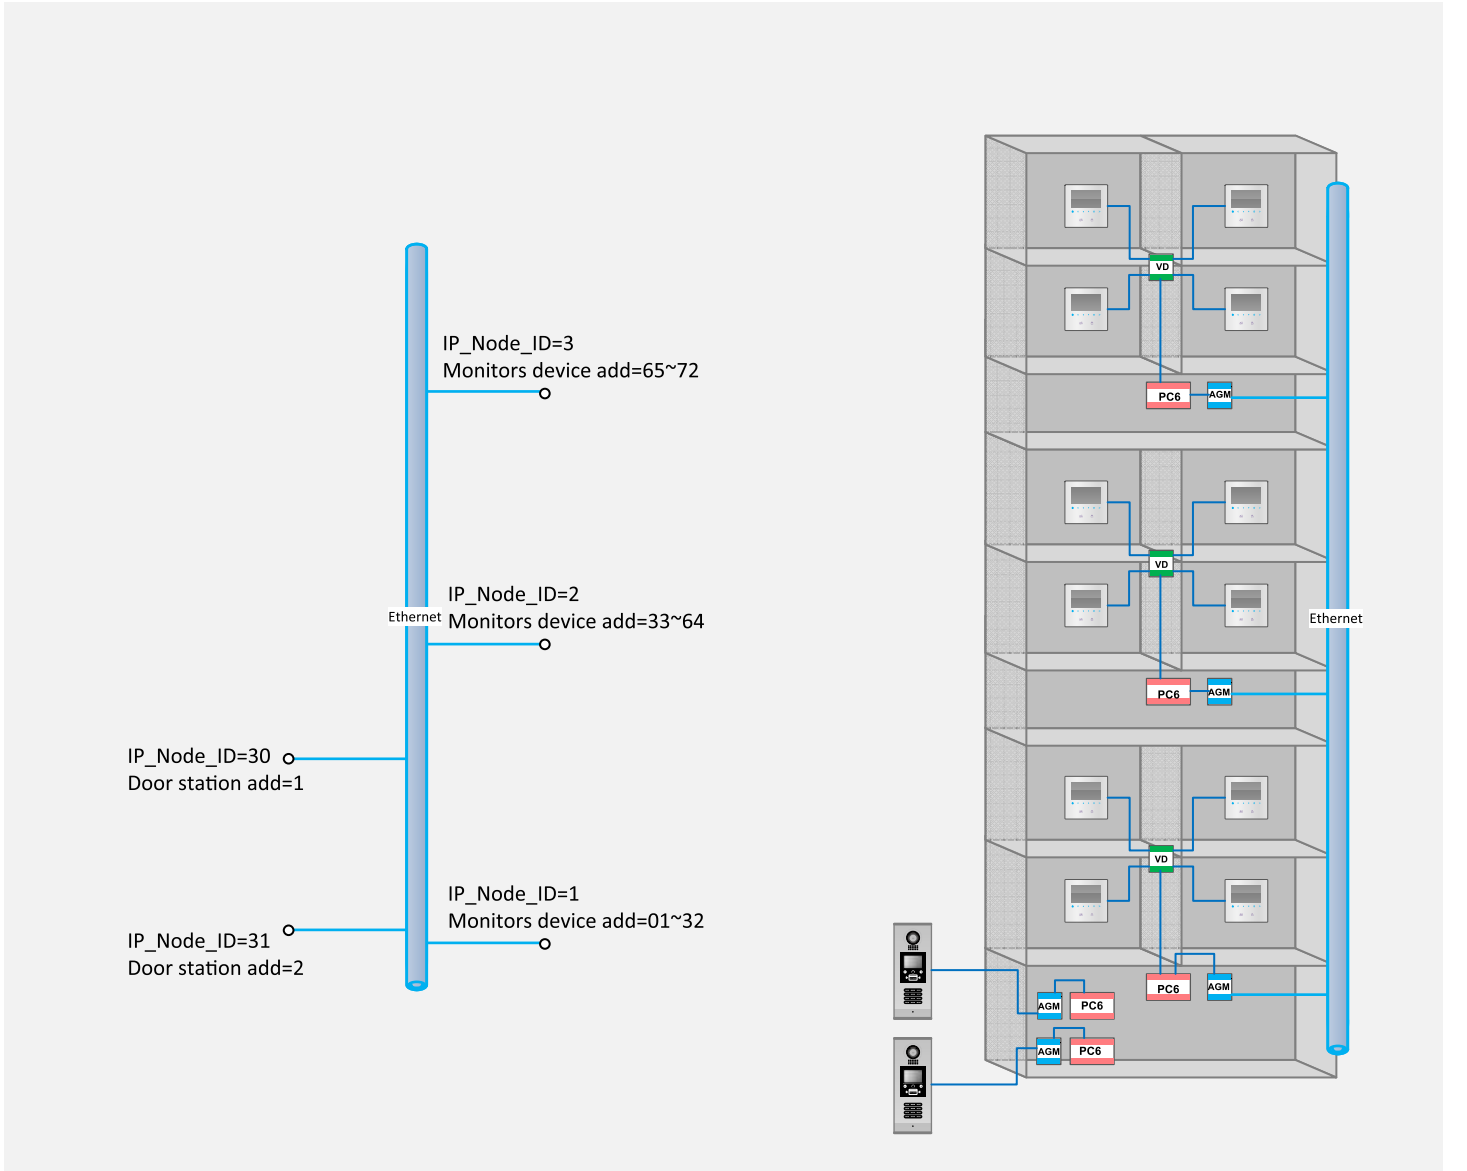 IP_Node_ID=3
Monitors device add=65~72
IP_Node_ID=2
Monitors device add=33~64
Ethernet
IP_Node_ID=30
Door station add=1
IP_Node_ID=1
Monitors device add=01~32
IP_Node_ID=31
Door station add=2
VD
PC6
AGM
VD
Ethernet
PC6
AGM
VD
PC6
AGM
AGM
PC6
AGM
PC6